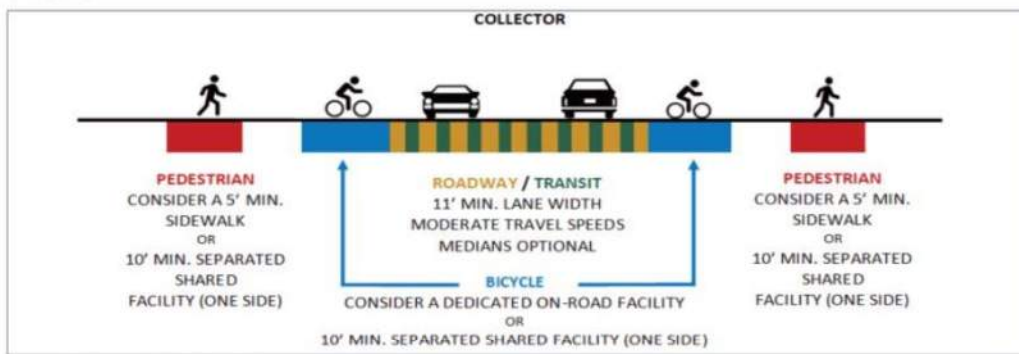 COLLECTOR
PEDESTRIAN
CONSIDER A 5' MIN.
SIDEWALK
OR
10' MIN. SEPARATED
SHARED
FACILITY (ONE SIDE)
ROADWAY / TRANSIT
11' MIN. LANE WIDTH
MODERATE TRAVEL SPEEDS
MEDIANS OPTIONAL
BICYCLE
CONSIDER A DEDICATED ON-ROAD FACILITY
OR
10' MIN. SEPARATED SHARED FACILITY (ONE SIDE)
PEDESTRIAN
CONSIDER A 5' MIN.
SIDEWALK
OR
10' MIN. SEPARATED
SHARED
FACILITY (ONE SIDE)